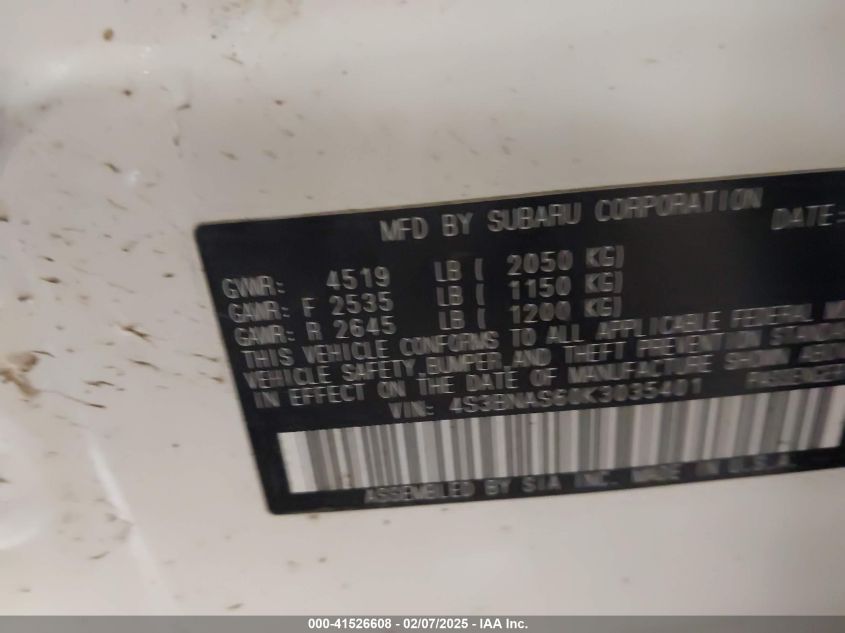 MFD BY SUBARU CORPORATION DATE:
GVWR: 4519 LB ( 2050 KG)
GAWR: F 2535 LB ( 1150 KG)
GAWR: R 2645 LB ( 1200 KG)
THIS VEHICLE CONFORMS TO ALL APPLICABLE FEDERAL
VEHICLE SAFETY, BUMPER, AND THEFT PREVENTION
IN EFFECT ON THE DATE OF MANUFACTURE SHOWN
VIN: 4S3BNAS60K3035401
ASSEMBLED BY SIA INC. MADE IN U.S.A.
000-41526608 - 02/07/2025 - IAA Inc.